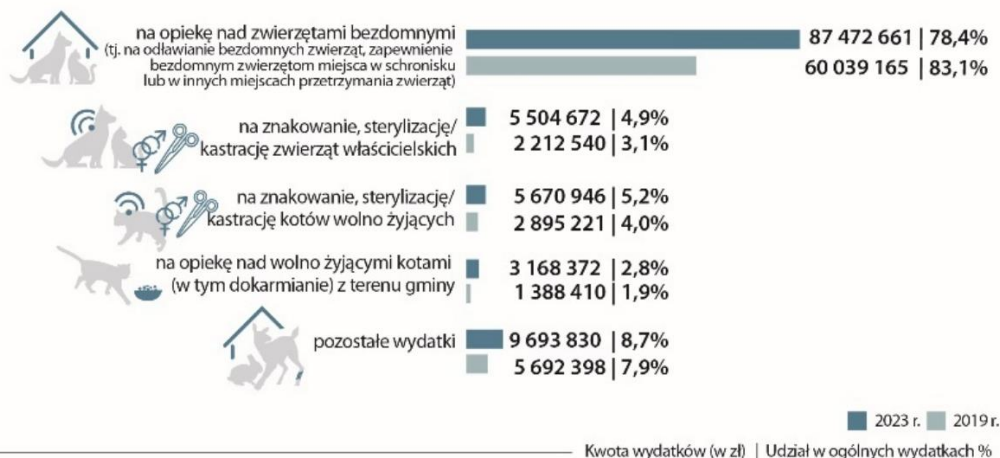 na opiekę nad zwierzętami bezdomnymi
(tj. na odławianie bezdomnych zwierząt, zapewnienie
bezdomnym zwierzętom miejsca w schronisku
lub w innych miejscach przetrzymania zwierząt)
87 472 661 | 78,4%
60 039 165 | 83,1%
na znakowanie, sterylizację/
kastrację zwierząt właścicielskich
5 504 672 | 4,9%
2 212 540 | 3,1%
na znakowanie, sterylizację/
kastrację kotów wolno żyjących
5 670 946 | 5,2%
2 895 221 | 4,0%
na opiekę nad wolno żyjącymi kotami
(w tym dokarmianie) z terenu gminy
3 168 372 | 2,8%
1 388 410 | 1,9%
pozostałe wydatki
9 693 830 | 8,7%
5 692 398 | 7,9%
2023 r. 2019 r.
Kwota wydatków (w zł) | Udział w ogólnych wydatkach %